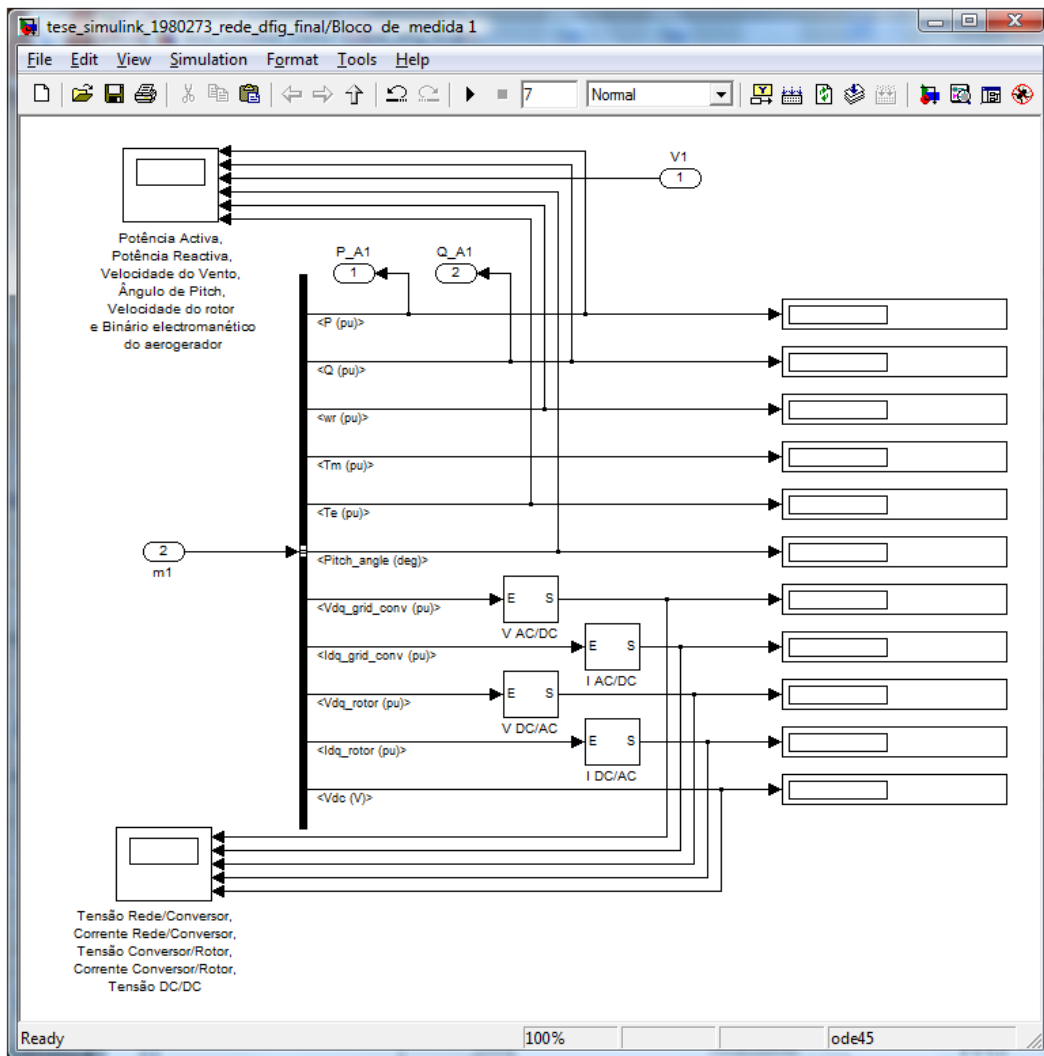 tese_simulink_1980273_rede_dfig_final/Bloco de medida 1
File Edit View Simulation Format Tools Help
7 Normal
V1
1
Potência Activa,
Potência Reactiva,
Velocidade do Vento,
Ângulo de Pitch,
Velocidade do rotor
e Binário electromanético
do aerogerador
P_A1
1
Q_A1
2
<P (pu)>
<Q (pu)>
<wr (pu)>
<Tm (pu)>
<Te (pu)>
2
m1
<Pitch_angle (deg)>
<Vdq_grid_conv (pu)>
E S
V AC/DC
<Idq_grid_conv (pu)>
E S
I AC/DC
<Vdq_rotor (pu)>
E S
V DC/AC
<Idq_rotor (pu)>
E S
I DC/AC
<Vdc (V)>
Tensão Rede/Conversor,
Corrente Rede/Conversor,
Tensão Conversor/Rotor,
Corrente Conversor/Rotor,
Tensão DC/DC
Ready 100% ode45